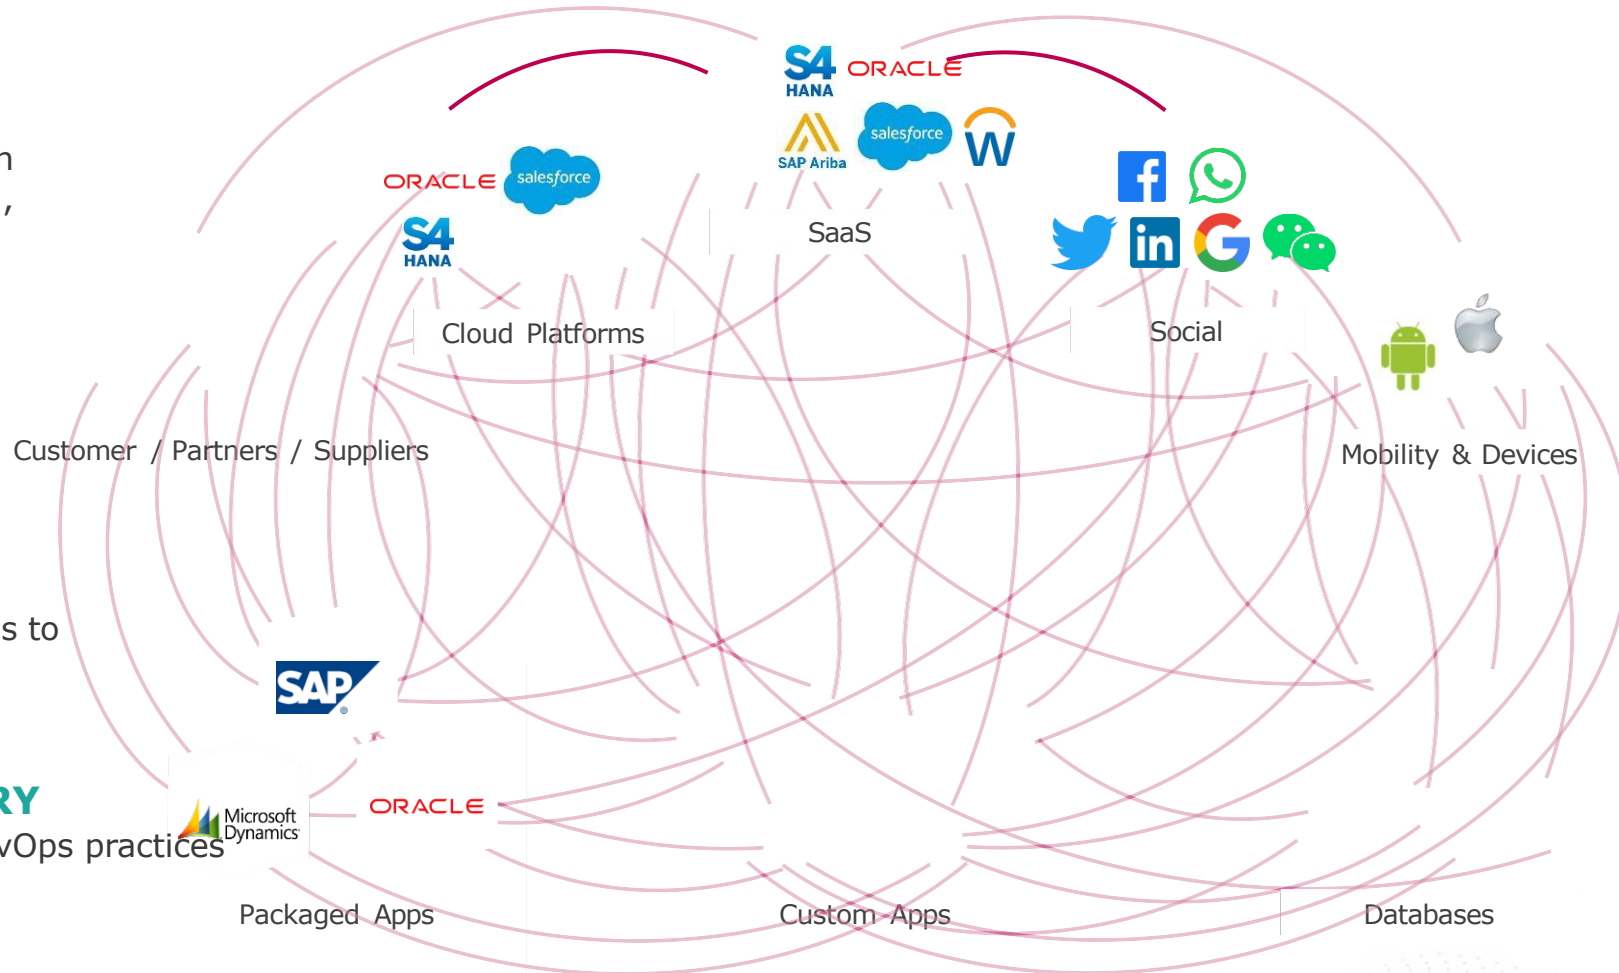 S4
HANA
ORACLE
SAP Ariba
salesforce
W
n
,
ORACLE
salesforce
S4
HANA
SaaS
f
in
G
Cloud Platforms
Social
Customer / Partners / Suppliers
Mobility & Devices
s to
SAP
®
RY
vOps practices
Microsoft
Dynamics
ORACLE
Packaged Apps
Custom Apps
Databases